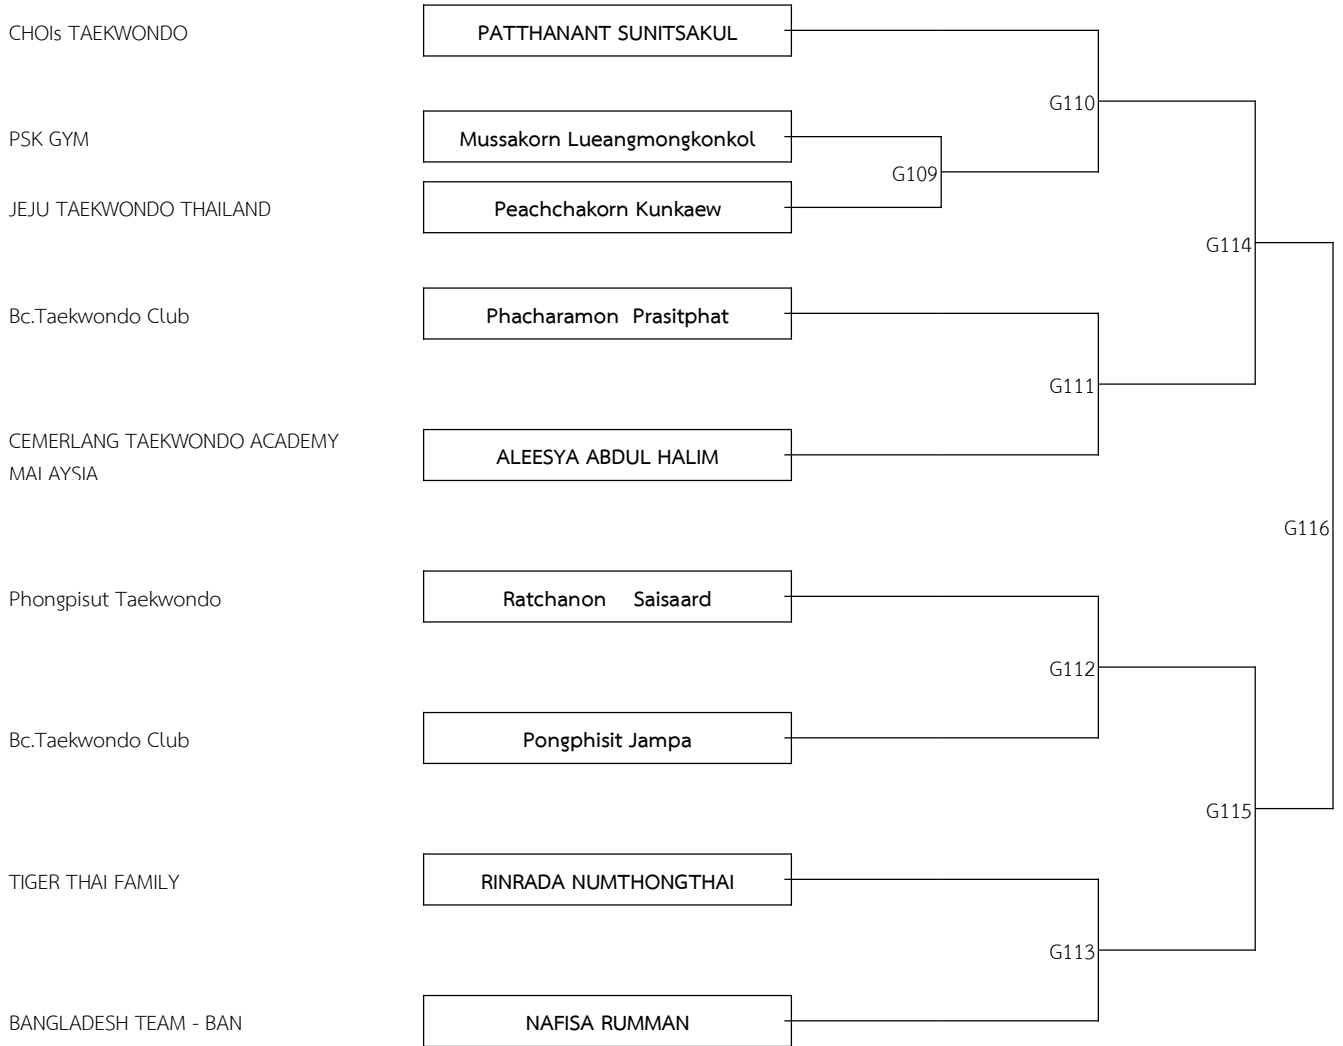 CHOIs TAEKWONDO
PATTHANANT SUNITSAKUL
G110
PSK GYM
Mussakorn Lueangmongkonkol
G109
JEJU TAEKWONDO THAILAND
Peachchakorn Kunkaew
G114
Bc.Taekwondo Club
Phacharamon Prasitphat
G111
CEMERLANG TAEKWONDO ACADEMY
MALAYSIA
ALEESYA ABDUL HALIM
G116
Phongpisut Taekwondo
Ratchanon Saisaard
G112
Bc.Taekwondo Club
Pongphisit Jampa
G115
TIGER THAI FAMILY
RINRADA NUMTHONGTHAI
G113
BANGLADESH TEAM - BAN
NAFISA RUMMAN